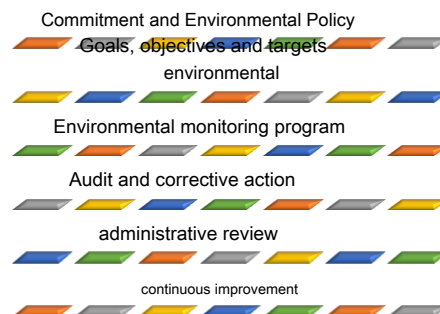 Commitment and Environmental Policy
Goals, objectives and targets
environmental
Environmental monitoring program
Audit and corrective action
administrative review
continuous improvement